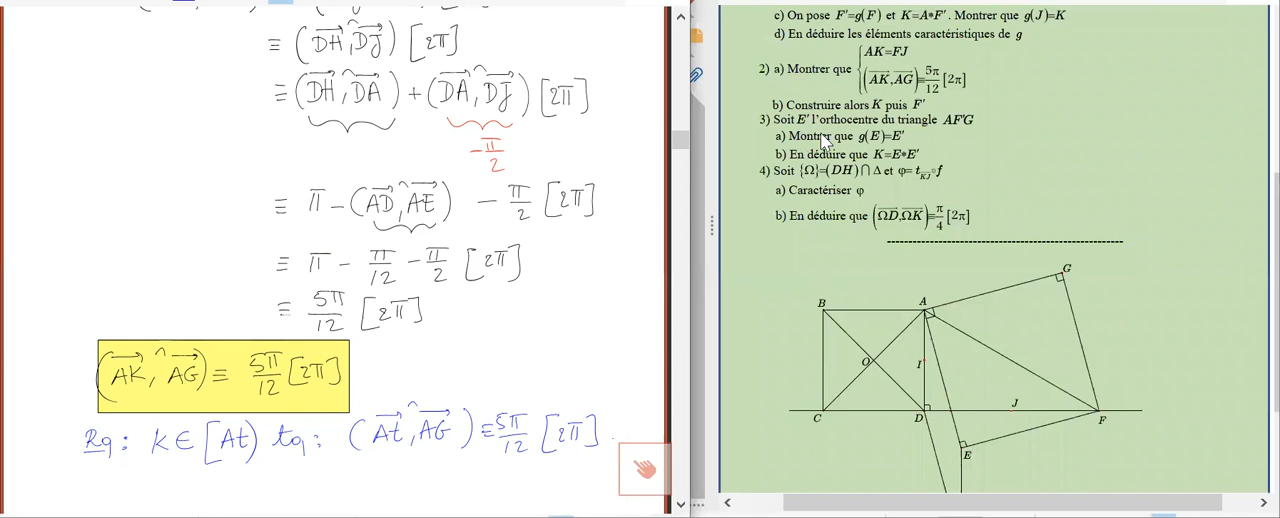 ≡ (DH⃗ ,^ DJ⃗) [2π]
≡ (DH⃗ ,^ DA⃗) + (DA⃗ ,^ DJ⃗) [2π]
-π/2
≡ π - (AD⃗ ,^ AE⃗) - π/2 [2π]
≡ π - π/12 - π/2 [2π]
≡ 5π/12 [2π]
(AK⃗ ,^ AG⃗) ≡ 5π/12 [2π]
Rq : K ∈ [At) tq : (At⃗ ,^ AG⃗) ≡ 5π/12 [2π] .
c) On pose F'=g(F) et K=A*F'. Montrer que g(J)=K
d) En déduire les éléments caractéristiques de g
2) a) Montrer que { AK=FJ
(AK⃗,AG⃗)≡5π/12[2π]
b) Construire alors K puis F'
3) Soit E' l'orthocentre du triangle AF'G
a) Montrer que g(E)=E'
b) En déduire que K=E*E'
4) Soit {Ω}=(DH)∩Δ et φ=t_KJ⃗∘f
a) Caractériser φ
b) En déduire que (ΩD⃗,ΩK⃗)≡π/4[2π]
G
B A
O I
J
C D F
E